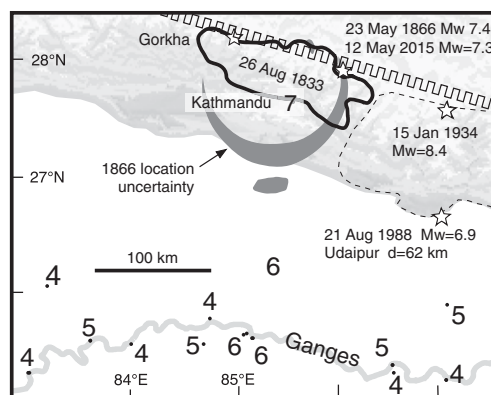 23 May 1866 Mw 7.4
Gorkha
12 May 2015 Mw=7.3
28°N
26 Aug 1833
Kathmandu
7
15 Jan 1934
Mw=8.4
1866 location
uncertainty
27°N
21 Aug 1988 Mw=6.9
Udaipur d=62 km
100 km
6
4
4
5
5
4
5
6
6
Ganges
5
4
4
4
84°E
85°E